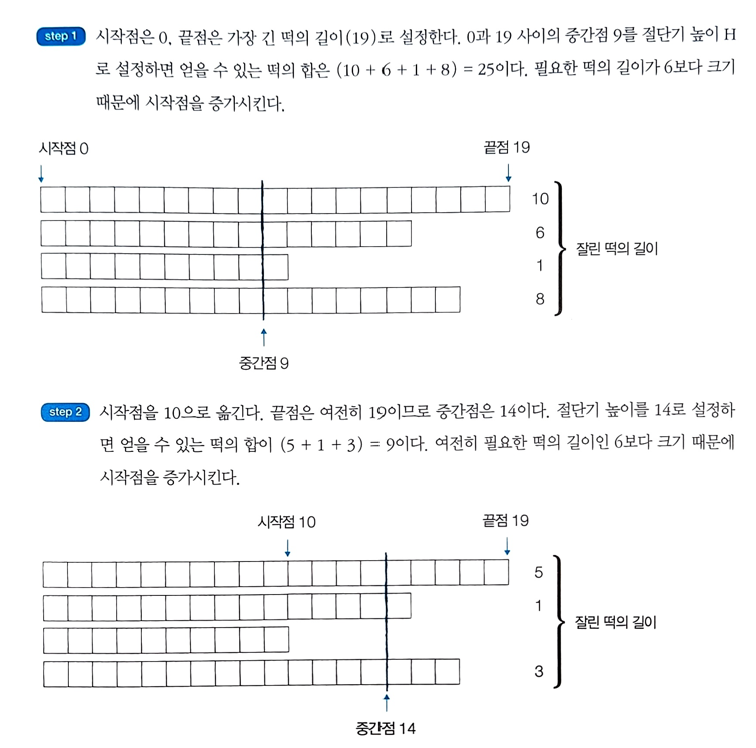 step 1 시작점은 0, 끝점은 가장 긴 떡의 길이(19)로 설정한다. 0과 19 사이의 중간점 9를 절단기 높이 H
로 설정하면 얻을 수 있는 떡의 합은 (10 + 6 + 1 + 8) = 25이다. 필요한 떡의 길이가 6보다 크기
때문에 시작점을 증가시킨다.
시작점 0 끝점 19
10
6
잘린 떡의 길이
1
8
중간점 9
step 2 시작점을 10으로 옮긴다. 끝점은 여전히 19이므로 중간점은 14이다. 절단기 높이를 14로 설정하
면 얻을 수 있는 떡의 합이 (5 + 1 + 3) = 9이다. 여전히 필요한 떡의 길이인 6보다 크기 때문에
시작점을 증가시킨다.
시작점 10 끝점 19
5
1
잘린 떡의 길이
3
중간점 14